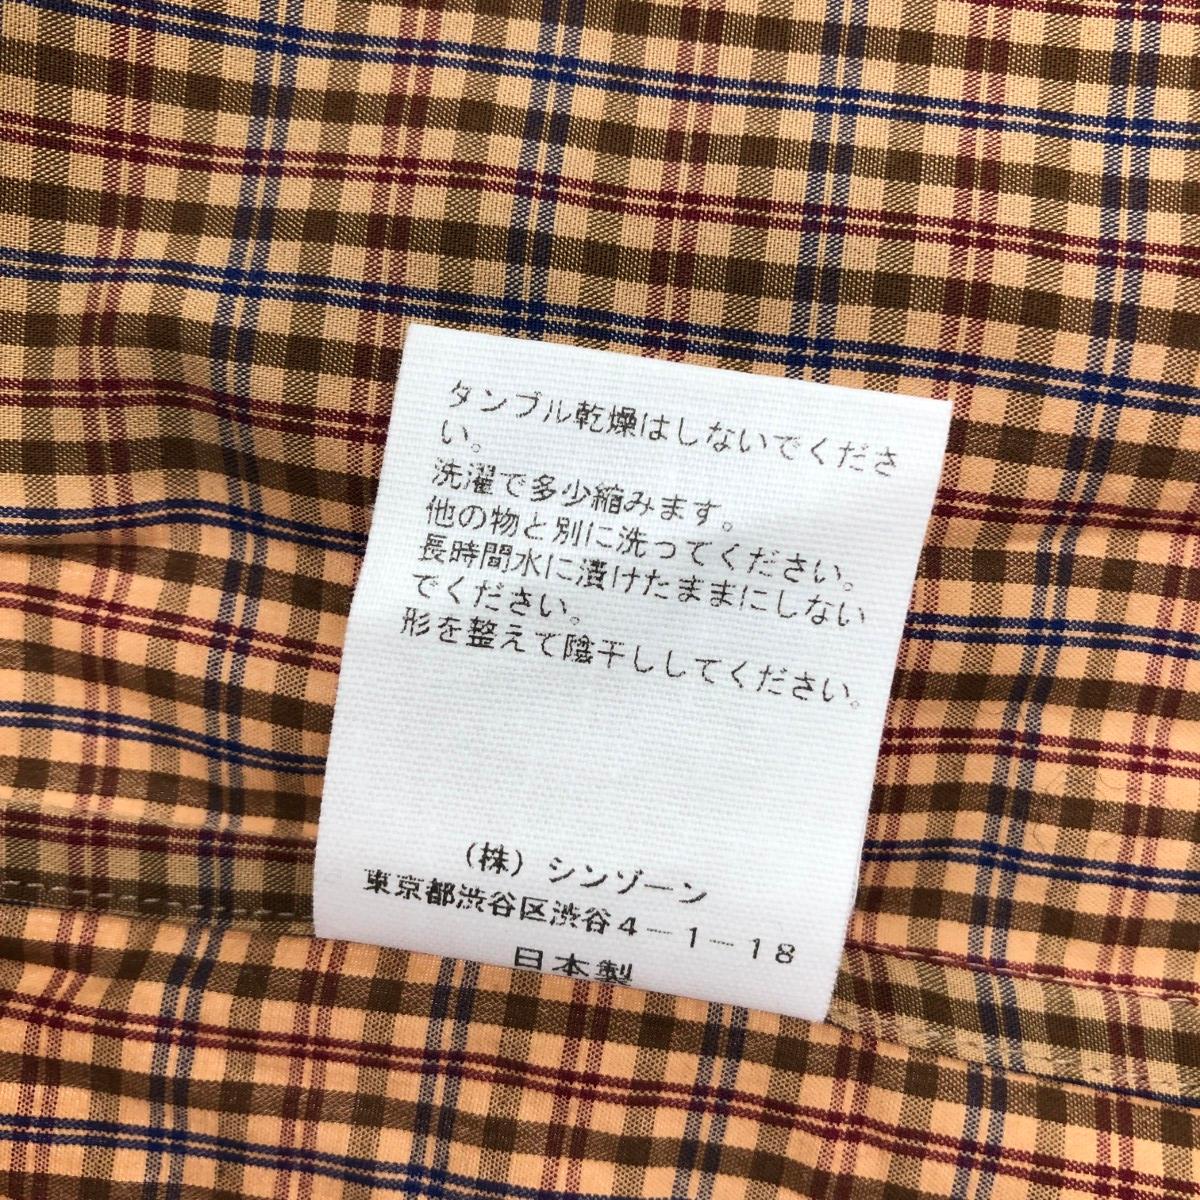 タンブル乾燥はしないでくださ
い。
洗濯で多少縮みます。
他の物と別に洗ってください。
長時間水に漬けたままにしない
でください。
形を整えて陰干ししてください。
(株) シンゾーン
東京都渋谷区渋谷4－1－18
日本製